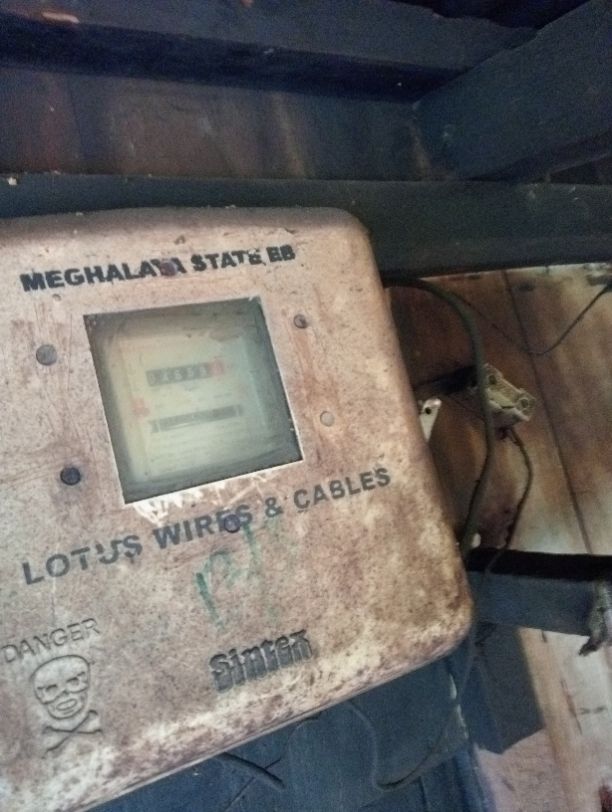 MEGHALAYA STATE EB
LOTUS WIRES & CABLES
DANGER
Sintex